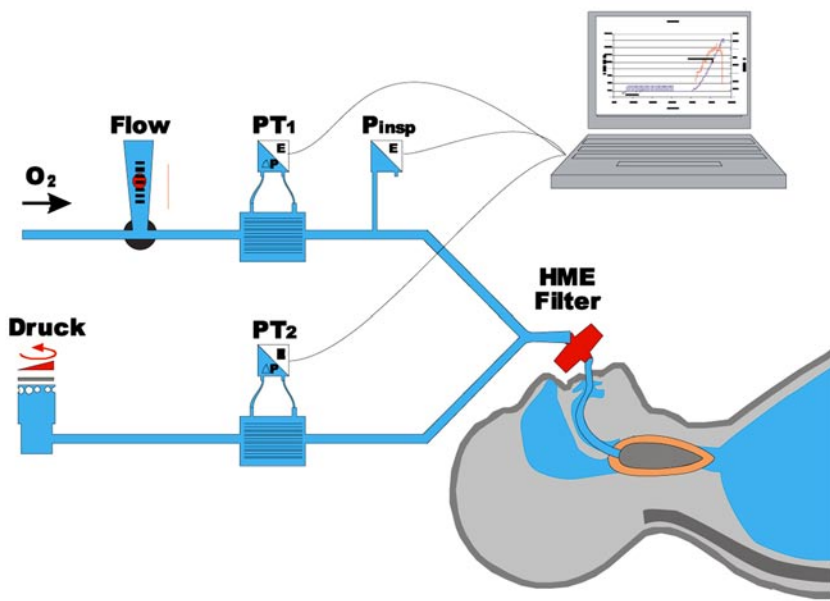 Flow
PT1
Pinsp
E
ΔP
E
O2
HME
Filter
Druck
PT2
ΔP